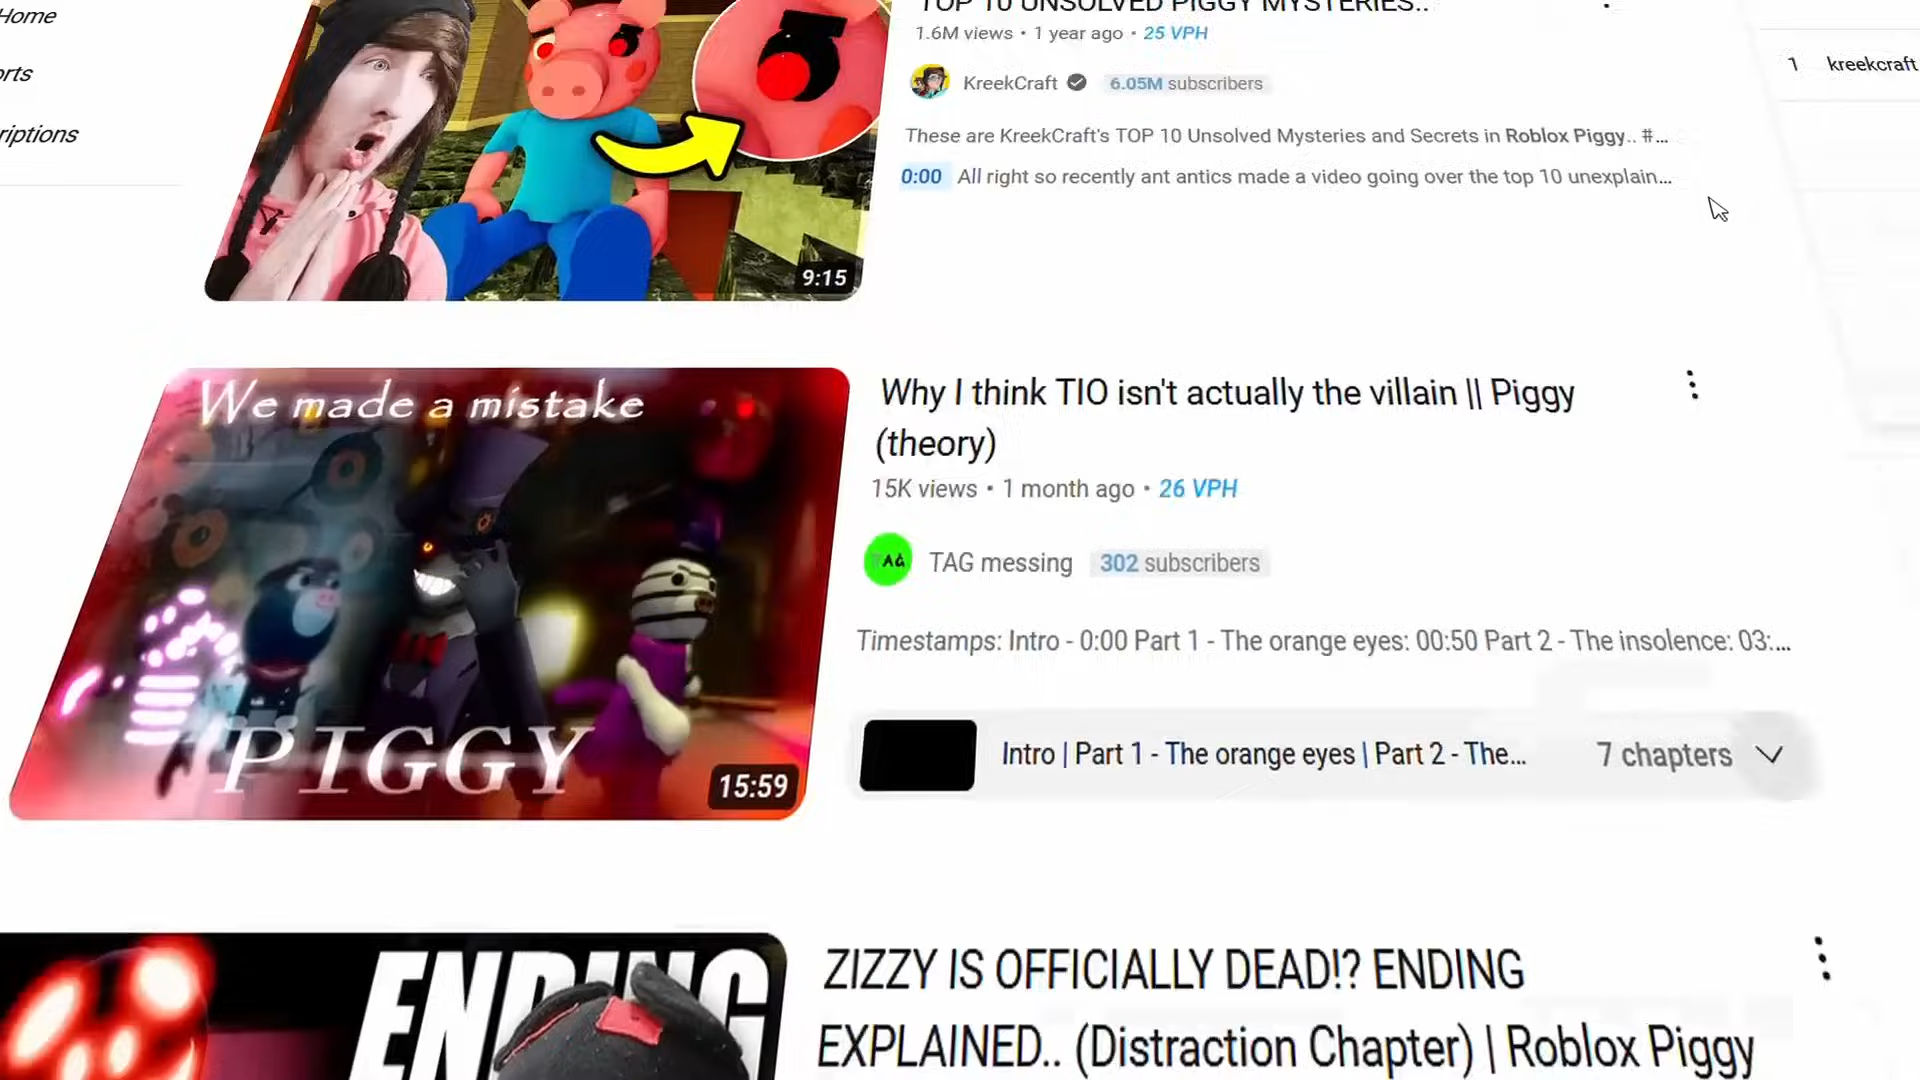 Home
TOP 10 UNSOLVED PIGGY MYSTERIES..
1.6M views • 1 year ago • 25 VPH
1 kreekcraft
orts
KreekCraft 6.05M subscribers
riptions
These are KreekCraft's TOP 10 Unsolved Mysteries and Secrets in Roblox Piggy.. #...
0:00 All right so recently ant antics made a video going over the top 10 unexplain...
9:15
We made a mistake
PIGGY
15:59
Why I think TIO isn't actually the villain || Piggy
(theory)
15K views • 1 month ago • 26 VPH
TAG
TAG messing 302 subscribers
Timestamps: Intro - 0:00 Part 1 - The orange eyes: 00:50 Part 2 - The insolence: 03:...
Intro | Part 1 - The orange eyes | Part 2 - The... 7 chapters
ENDING
ZIZZY IS OFFICIALLY DEAD!? ENDING
EXPLAINED.. (Distraction Chapter) | Roblox Piggy